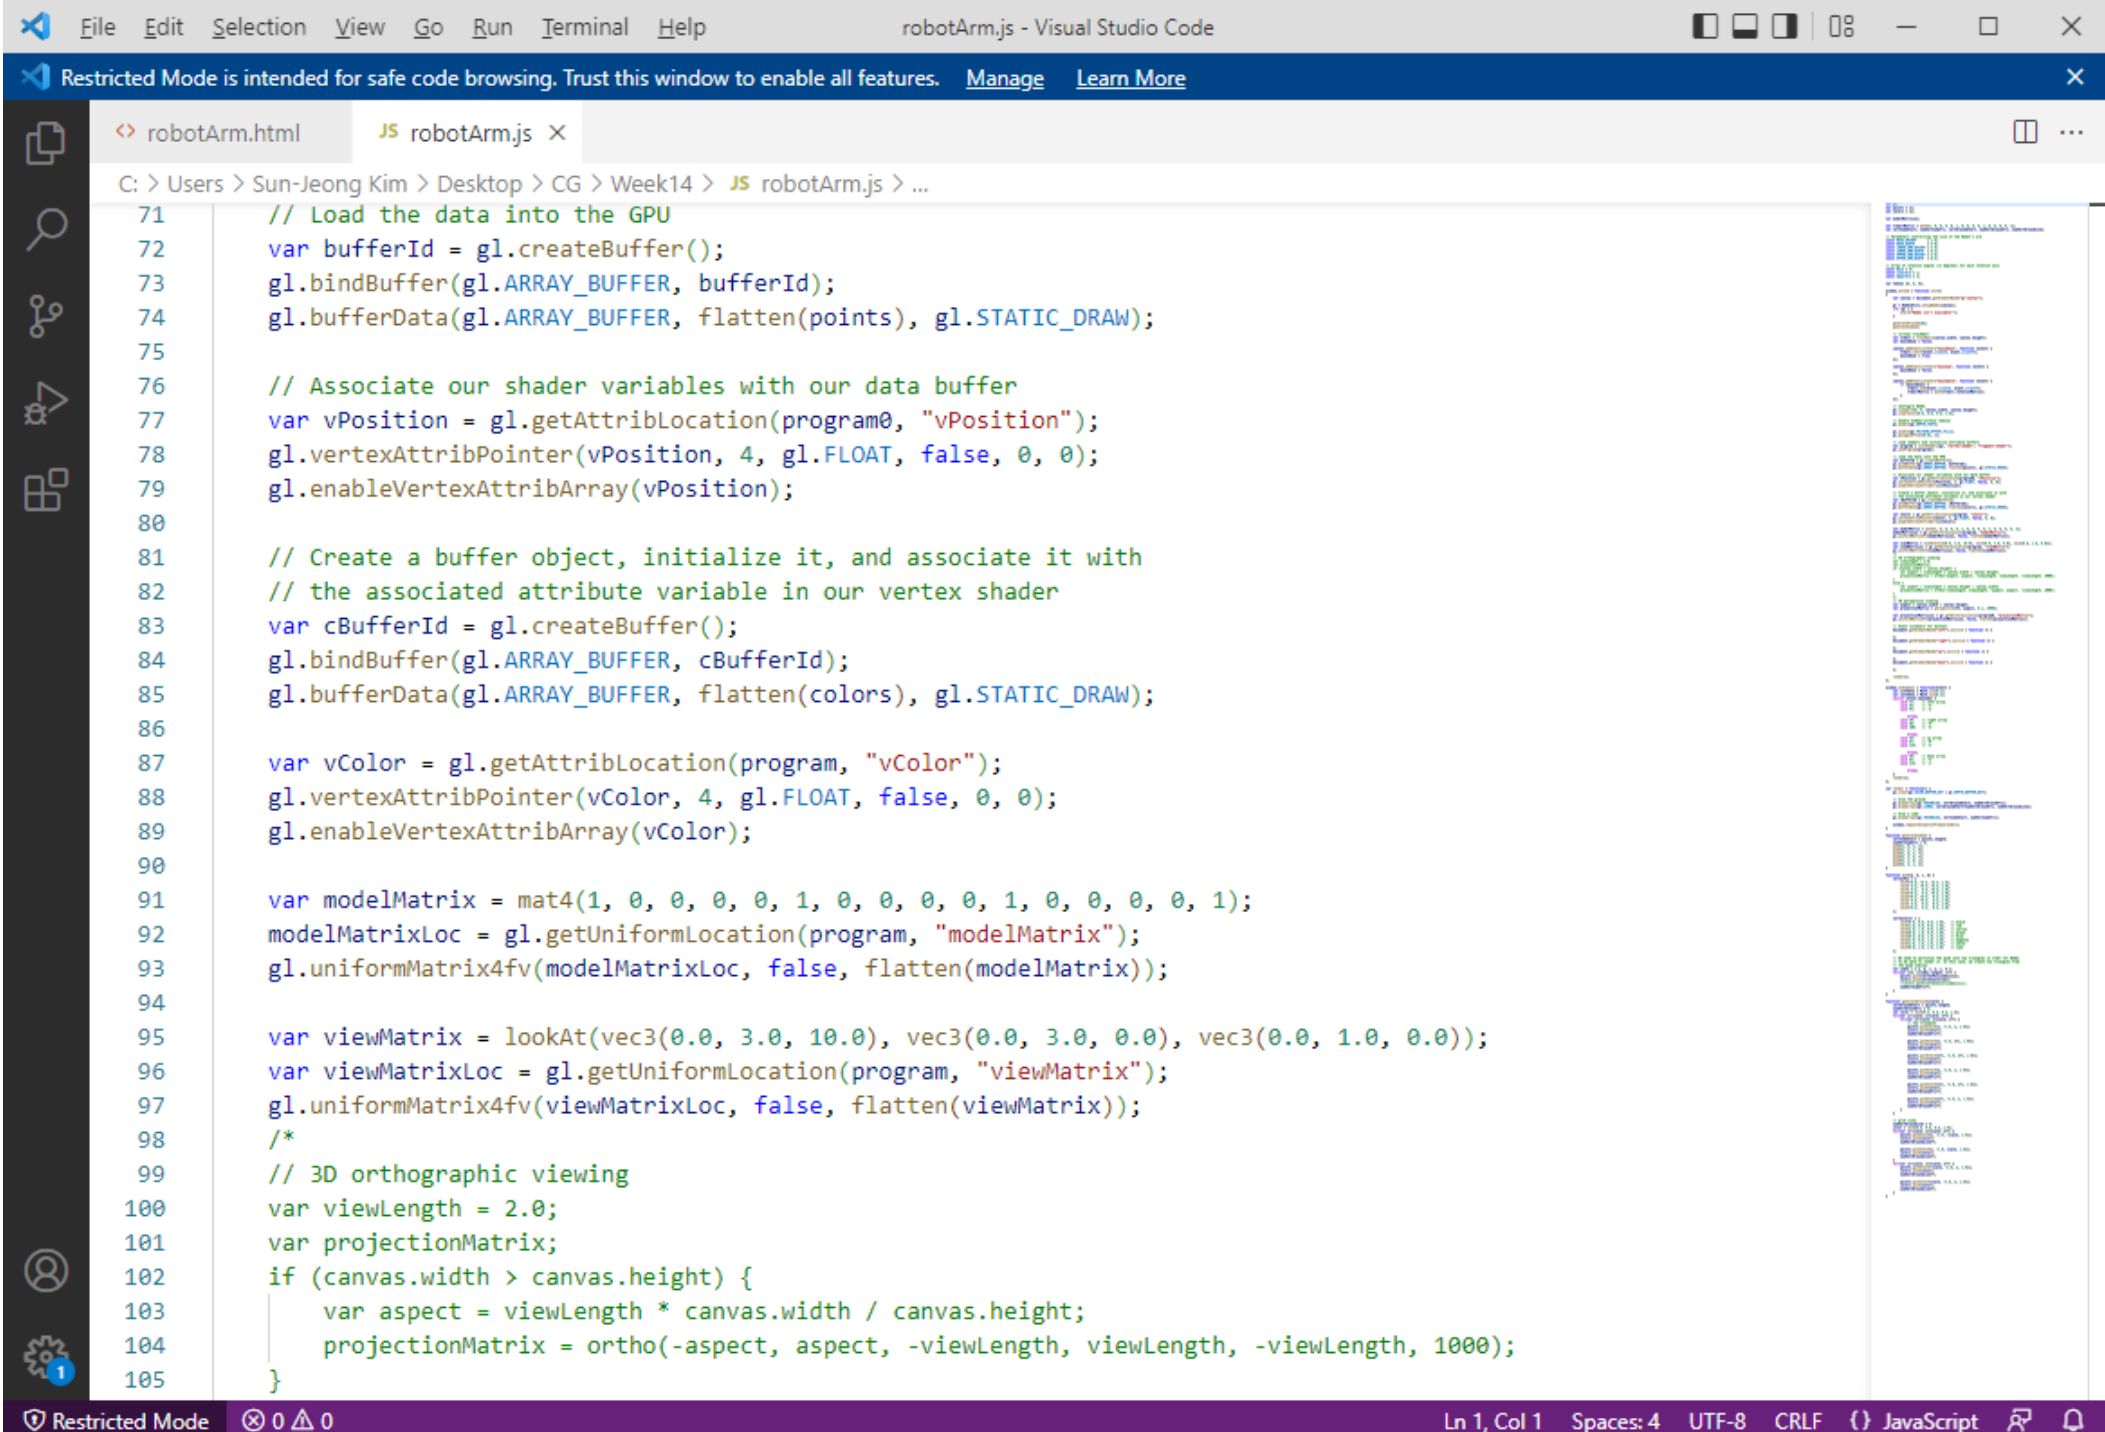 File Edit Selection View Go Run Terminal Help robotArm.js - Visual Studio Code
Restricted Mode is intended for safe code browsing. Trust this window to enable all features. Manage Learn More
<> robotArm.html JS robotArm.js
C: > Users > Sun-Jeong Kim > Desktop > CG > Week14 > JS robotArm.js > ...
71 // Load the data into the GPU
72 var bufferId = gl.createBuffer();
73 gl.bindBuffer(gl.ARRAY_BUFFER, bufferId);
74 gl.bufferData(gl.ARRAY_BUFFER, flatten(points), gl.STATIC_DRAW);
75
76 // Associate our shader variables with our data buffer
77 var vPosition = gl.getAttribLocation(program0, "vPosition");
78 gl.vertexAttribPointer(vPosition, 4, gl.FLOAT, false, 0, 0);
79 gl.enableVertexAttribArray(vPosition);
80
81 // Create a buffer object, initialize it, and associate it with
82 // the associated attribute variable in our vertex shader
83 var cBufferId = gl.createBuffer();
84 gl.bindBuffer(gl.ARRAY_BUFFER, cBufferId);
85 gl.bufferData(gl.ARRAY_BUFFER, flatten(colors), gl.STATIC_DRAW);
86
87 var vColor = gl.getAttribLocation(program, "vColor");
88 gl.vertexAttribPointer(vColor, 4, gl.FLOAT, false, 0, 0);
89 gl.enableVertexAttribArray(vColor);
90
91 var modelMatrix = mat4(1, 0, 0, 0, 0, 1, 0, 0, 0, 0, 1, 0, 0, 0, 0, 1);
92 modelMatrixLoc = gl.getUniformLocation(program, "modelMatrix");
93 gl.uniformMatrix4fv(modelMatrixLoc, false, flatten(modelMatrix));
94
95 var viewMatrix = lookAt(vec3(0.0, 3.0, 10.0), vec3(0.0, 3.0, 0.0), vec3(0.0, 1.0, 0.0));
96 var viewMatrixLoc = gl.getUniformLocation(program, "viewMatrix");
97 gl.uniformMatrix4fv(viewMatrixLoc, false, flatten(viewMatrix));
98 /*
99 // 3D orthographic viewing
100 var viewLength = 2.0;
101 var projectionMatrix;
102 if (canvas.width > canvas.height) {
103 var aspect = viewLength * canvas.width / canvas.height;
104 projectionMatrix = ortho(-aspect, aspect, -viewLength, viewLength, -viewLength, 1000);
105 }
1
Restricted Mode 0 0 Ln 1, Col 1 Spaces: 4 UTF-8 CRLF {} JavaScript